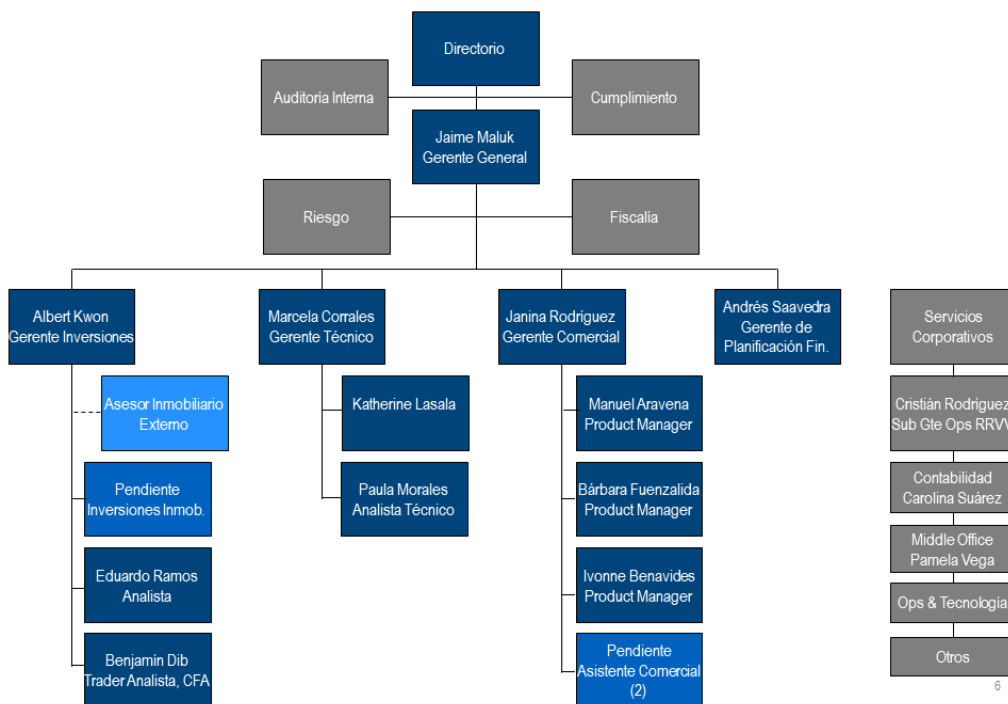 Directorio
Auditoria Interna
Cumplimiento
Jaime Maluk
Gerente General
Riesgo
Fiscalia
Albert Kwon
Gerente Inversiones
Marcela Corrales
Gerente Técnico
Janina Rodriguez
Gerente Comercial
Andrés Saavedra
Gerente de
Planificación Fin.
Servicios
Corporativos
Asesor Inmobiliario
Externo
Katherine Lasala
Manuel Aravena
Product Manager
Cristián Rodriguez
Sub Gte Ops RRVV
Pendiente
Inversiones Inmob.
Paula Morales
Analista Técnico
Bárbara Fuenzalida
Product Manager
Contabilidad
Carolina Suárez
Middle Office
Pamela Vega
Eduardo Ramos
Analista
Ivonne Benavides
Product Manager
Ops & Tecnologia
Benjamin Dib
Trader Analista, CFA
Pendiente
Asistente Comercial
(2)
Otros
6